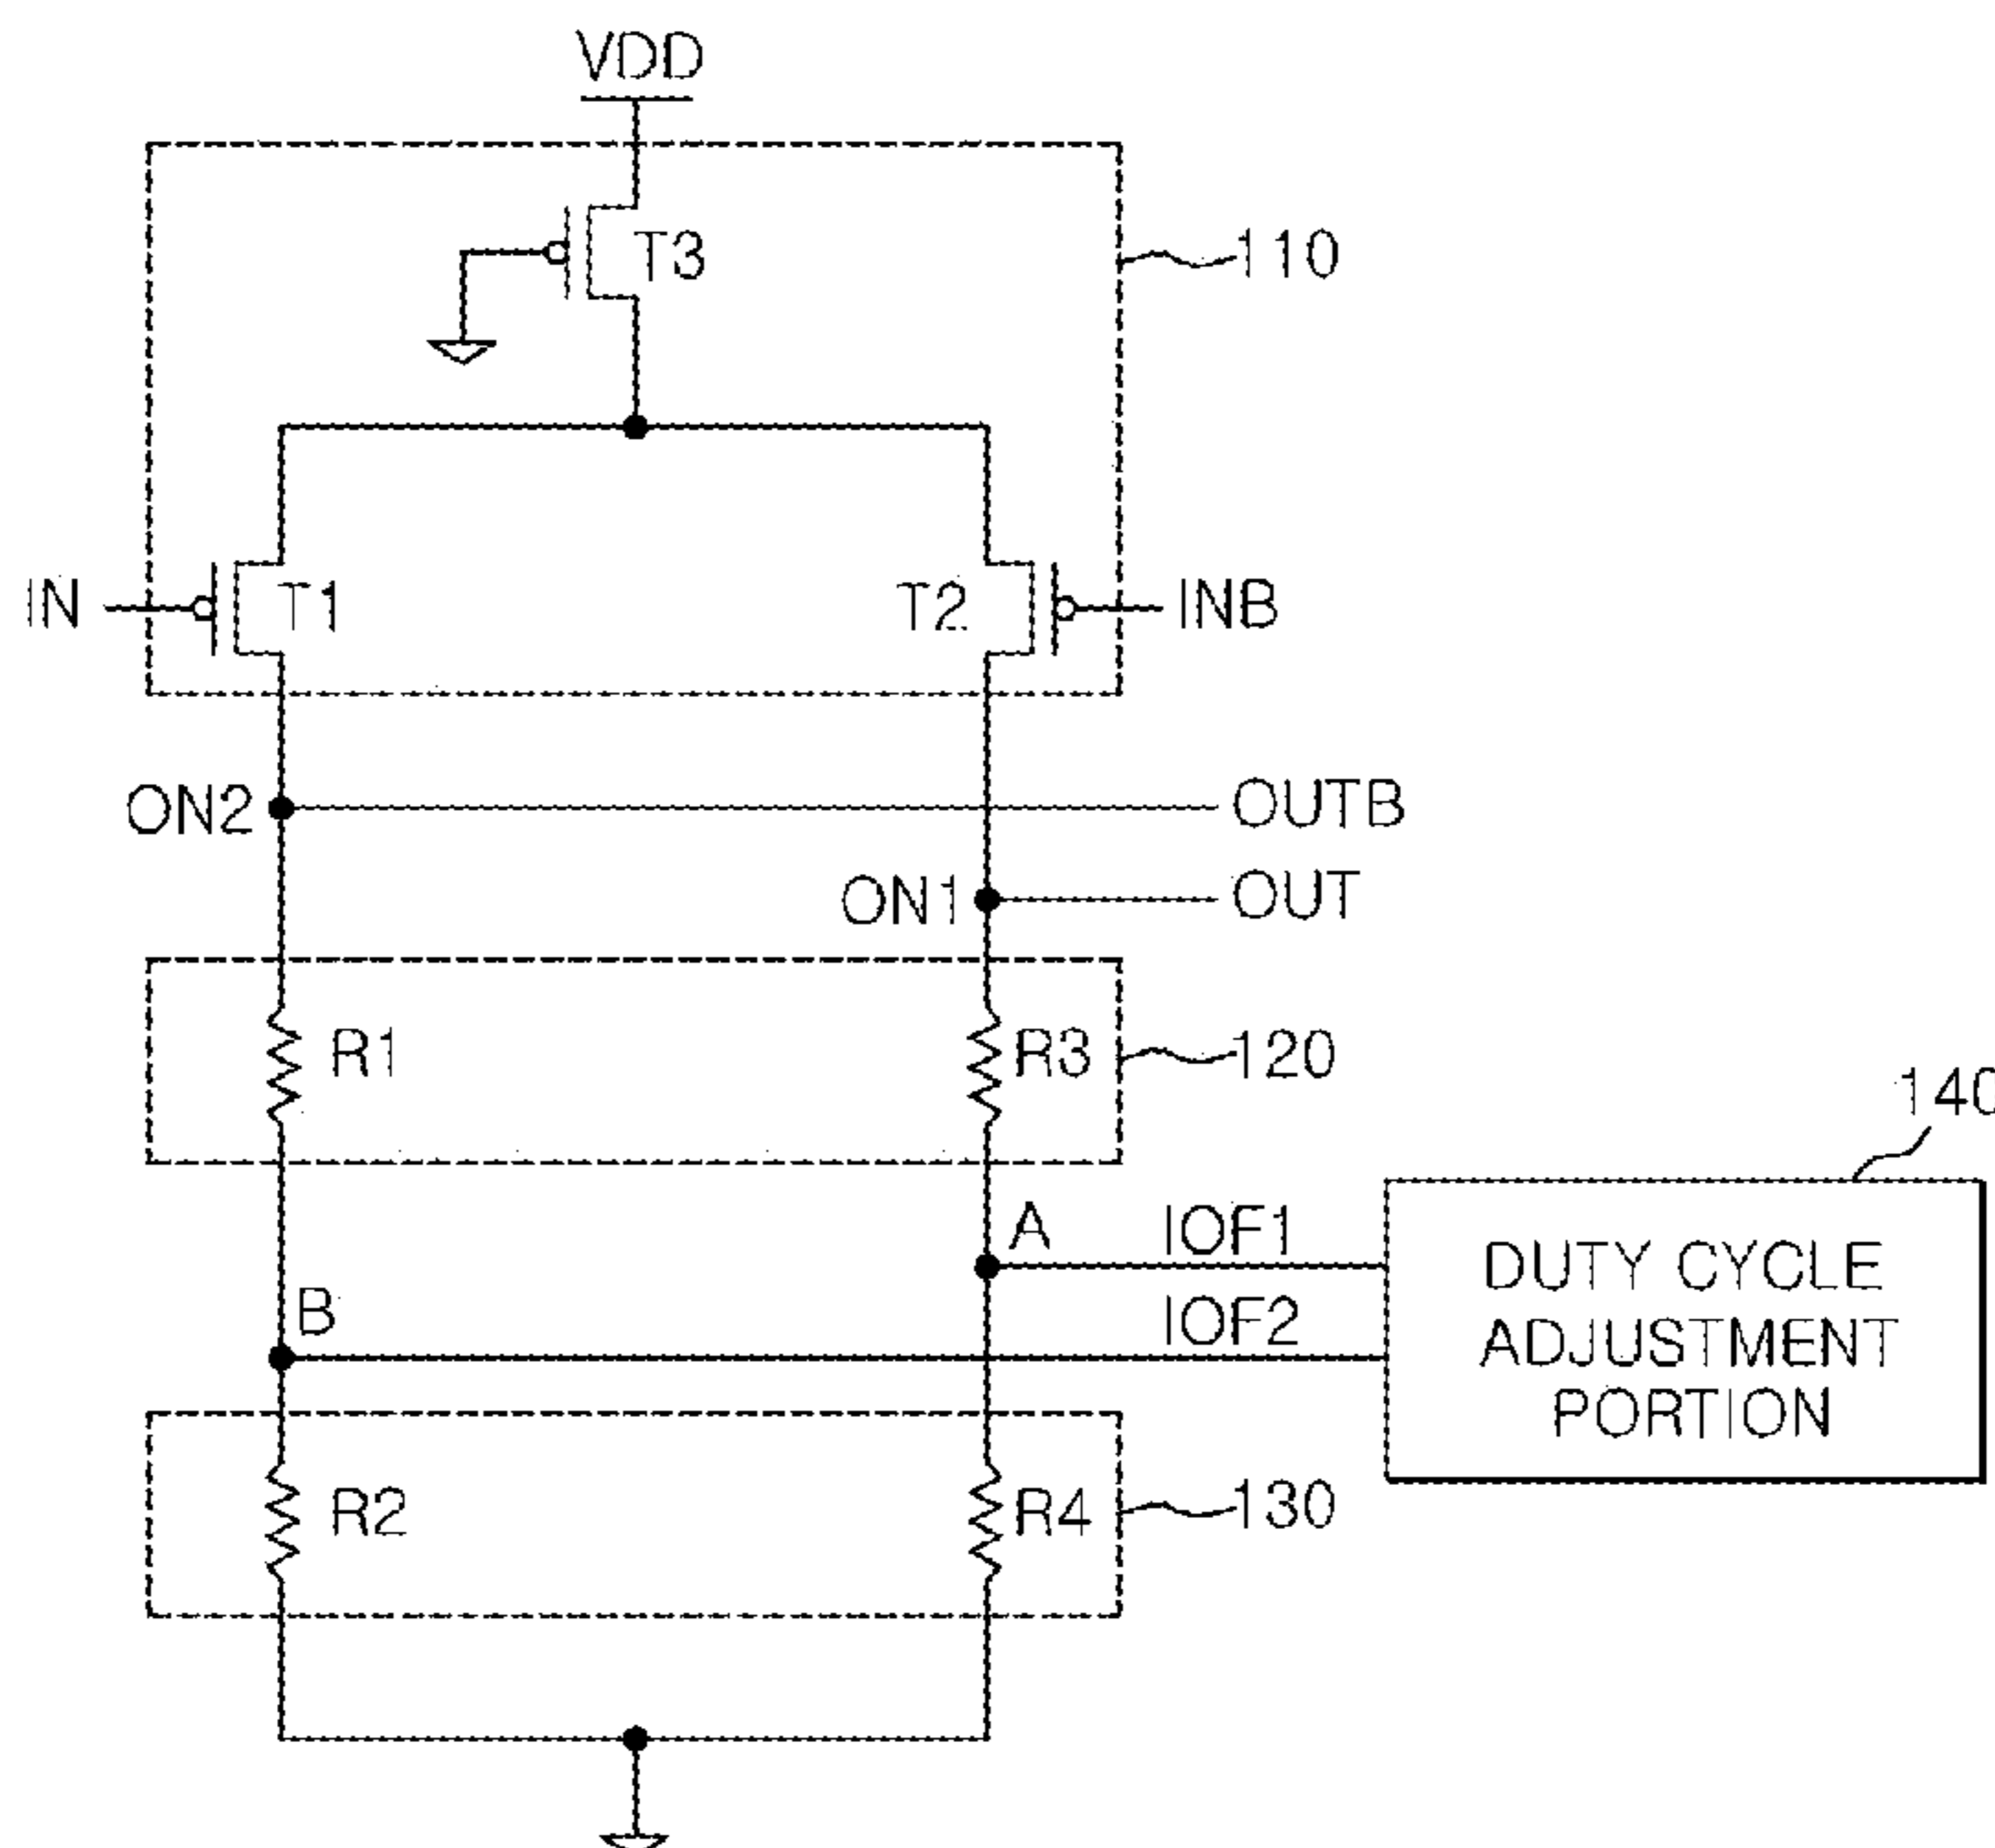 VDD
T3
110
IN
T1
T2
INB
ON2
OUTB
ON1
OUT
R1
R3
120
140
A
IOF1
B
IOF2
DUTY CYCLE
ADJUSTMENT
PORTION
R2
R4
130